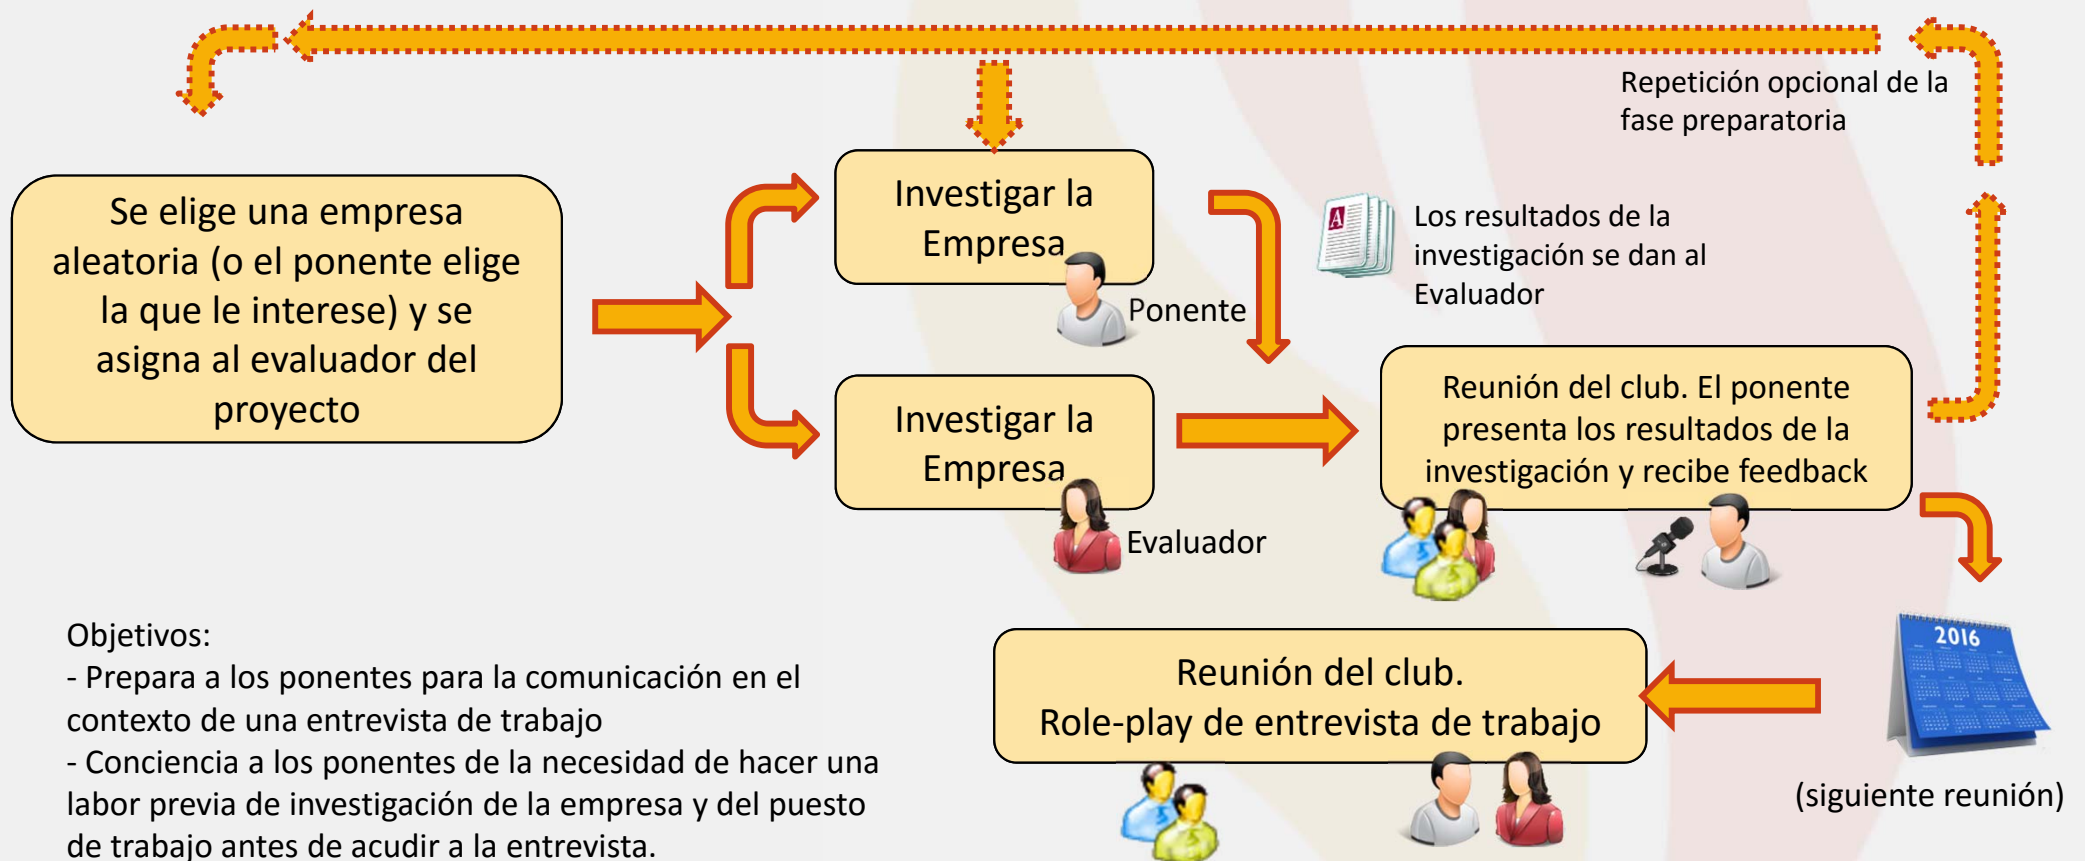 Repetición opcional de la
fase preparatoria
Se elige una empresa
aleatoria (o el ponente elige
la que le interese) y se
asigna al evaluador del
proyecto
Investigar la
Empresa
Ponente
A
Los resultados de la
investigación se dan al
Evaluador
Investigar la
Empresa
Evaluador
Reunión del club. El ponente
presenta los resultados de la
investigación y recibe feedback
Objetivos:
- Prepara a los ponentes para la comunicación en el
contexto de una entrevista de trabajo
- Conciencia a los ponentes de la necesidad de hacer una
labor previa de investigación de la empresa y del puesto
de trabajo antes de acudir a la entrevista.
Reunión del club.
Role-play de entrevista de trabajo
2016
(siguiente reunión)